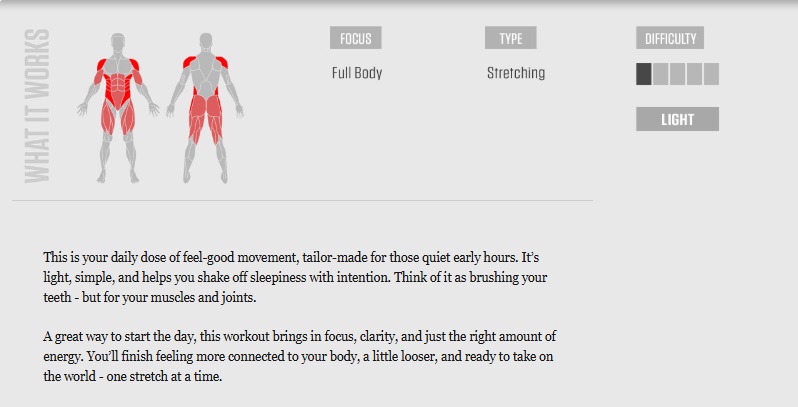 WHAT IT WORKS
FOCUS
Full Body
TYPE
Stretching
DIFFICULTY
LIGHT
This is your daily dose of feel-good movement, tailor-made for those quiet early hours. It’s
light, simple, and helps you shake off sleepiness with intention. Think of it as brushing your
teeth - but for your muscles and joints.
A great way to start the day, this workout brings in focus, clarity, and just the right amount of
energy. You’ll finish feeling more connected to your body, a little looser, and ready to take on
the world - one stretch at a time.